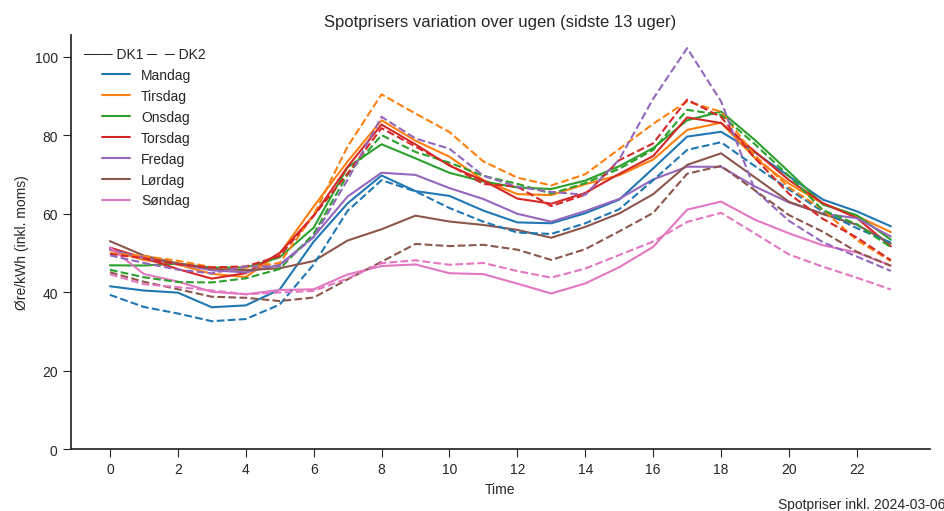 Spotprisers variation over ugen (sidste 13 uger)
DK1 DK2
Mandag
Tirsdag
Onsdag
Torsdag
Fredag
Lørdag
Søndag
Øre/kWh (inkl. moms)
100
80
60
40
20
0
0 2 4 6 8 10 12 14 16 18 20 22
Time
Spotpriser inkl. 2024-03-06